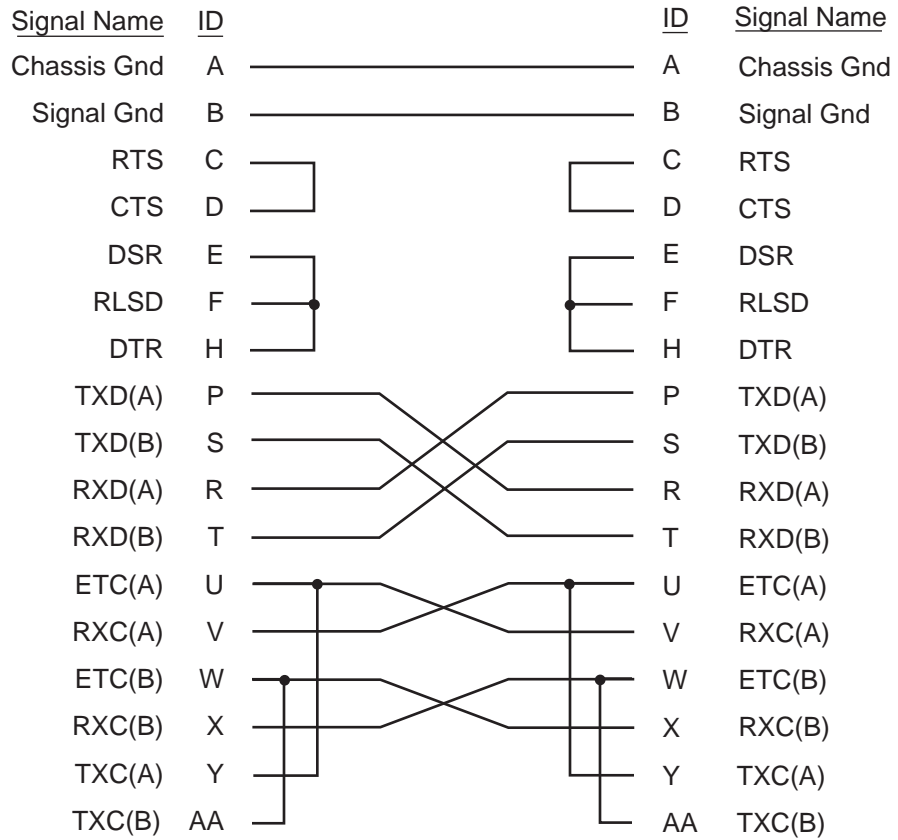 Signal Name ID ID Signal Name
Chassis Gnd A A Chassis Gnd
Signal Gnd B B Signal Gnd
RTS C C RTS
CTS D D CTS
DSR E E DSR
RLSD F F RLSD
DTR H H DTR
TXD(A) P P TXD(A)
TXD(B) S S TXD(B)
RXD(A) R R RXD(A)
RXD(B) T T RXD(B)
ETC(A) U U ETC(A)
RXC(A) V V RXC(A)
ETC(B) W W ETC(B)
RXC(B) X X RXC(B)
TXC(A) Y Y TXC(A)
TXC(B) AA AA TXC(B)